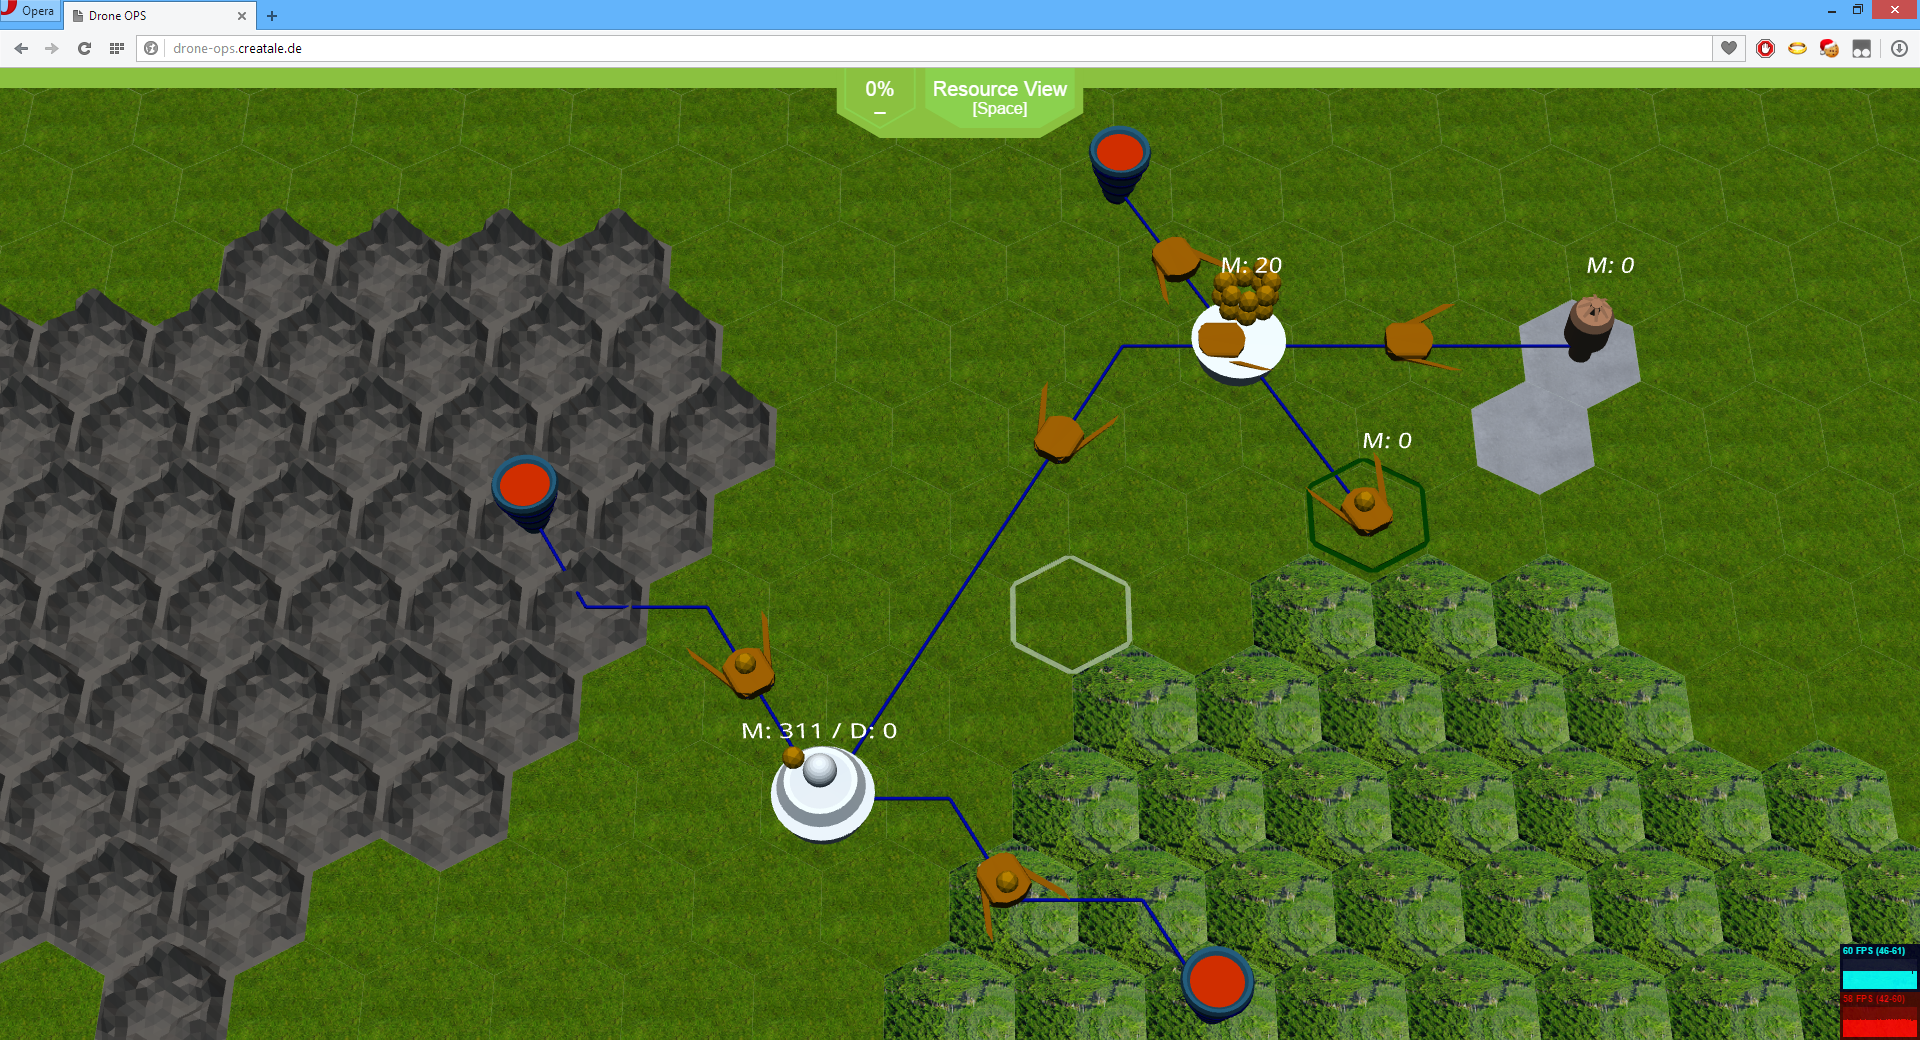 Opera
Drone OPS
drone-ops.creatale.de
0%
–
Resource View
[Space]
M: 20
M: 0
M: 0
M: 311 / D: 0
60 FPS (46-61)
58 FPS (42-60)